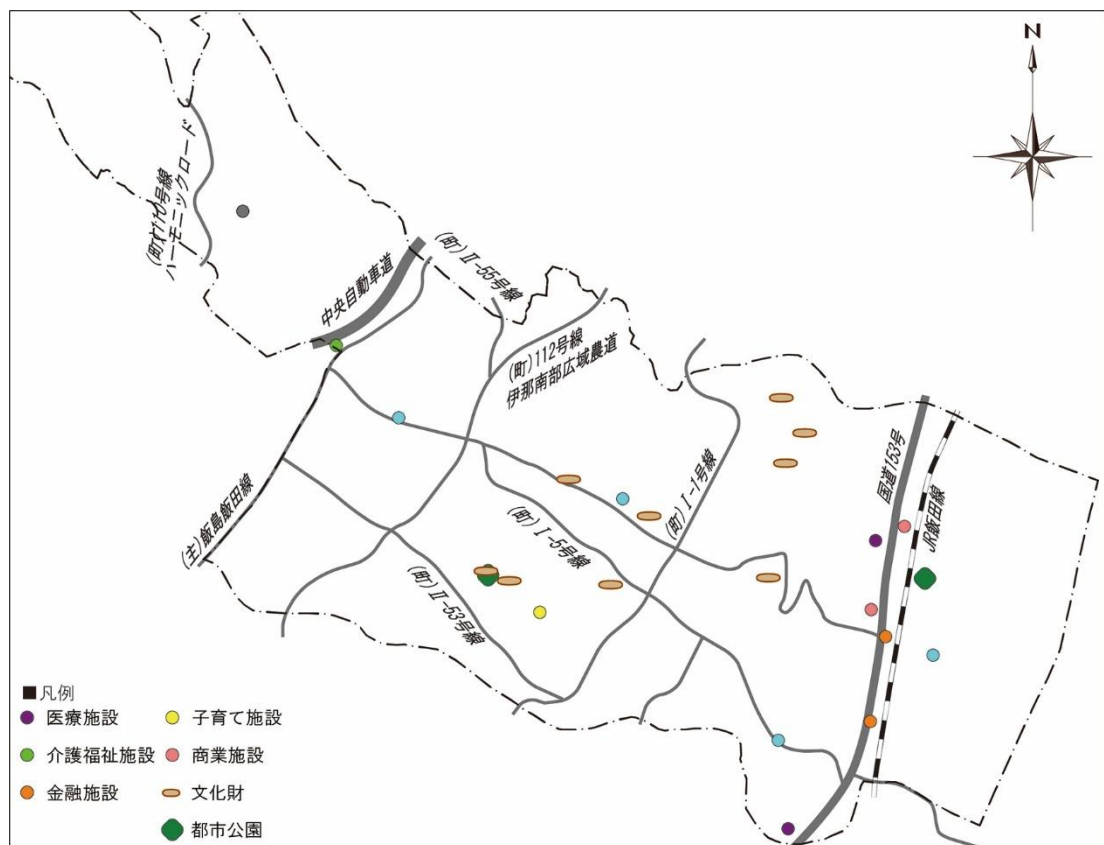 N
(町)I-10号線
ハーモニックロード
中央自動車道
(町)Ⅱ-55号線
(町)112号線
伊那南部広域農道
(主)飯島飯田線
(町)Ⅰ-5号線
(町)Ⅰ-1号線
(町)Ⅱ-53号線
国道153号
JR飯田線
■凡例
医療施設
子育て施設
介護福祉施設
商業施設
金融施設
文化財
都市公園